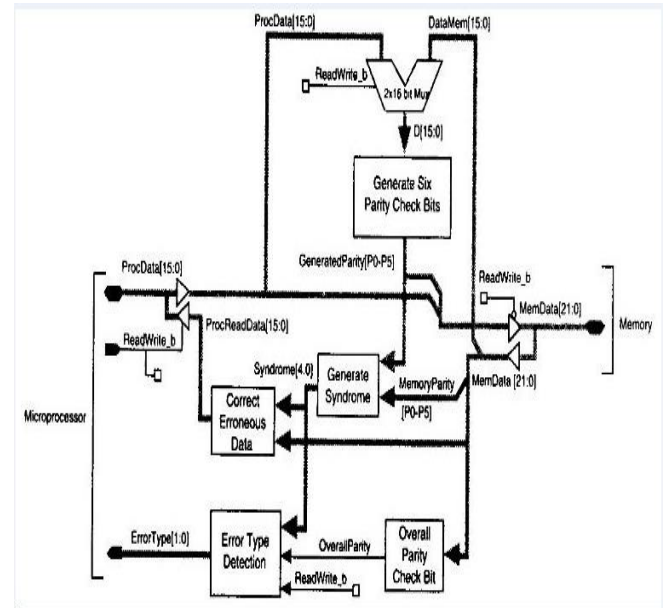 ProcData[15:0]
DataMem[15:0]
ReadWrite_b
2x16 bit Mux
D[15:0]
Generate Six
Parity Check Bits
GeneratedParity[P0-P5]
ProcData[15:0]
ReadWrite_b
MemData[21:0]
Memory
ProcReadData[15:0]
ReadWrite_b
Syndrome[4.0]
Generate
Syndrome
MemoryParity
[P0-P5]
MemData [21:0]
Microprocessor
Correct
Erroneous
Data
ErrorType[1:0]
Error Type
Detection
OverallParity
Overall
Parity
Check Bit
ReadWrite_b